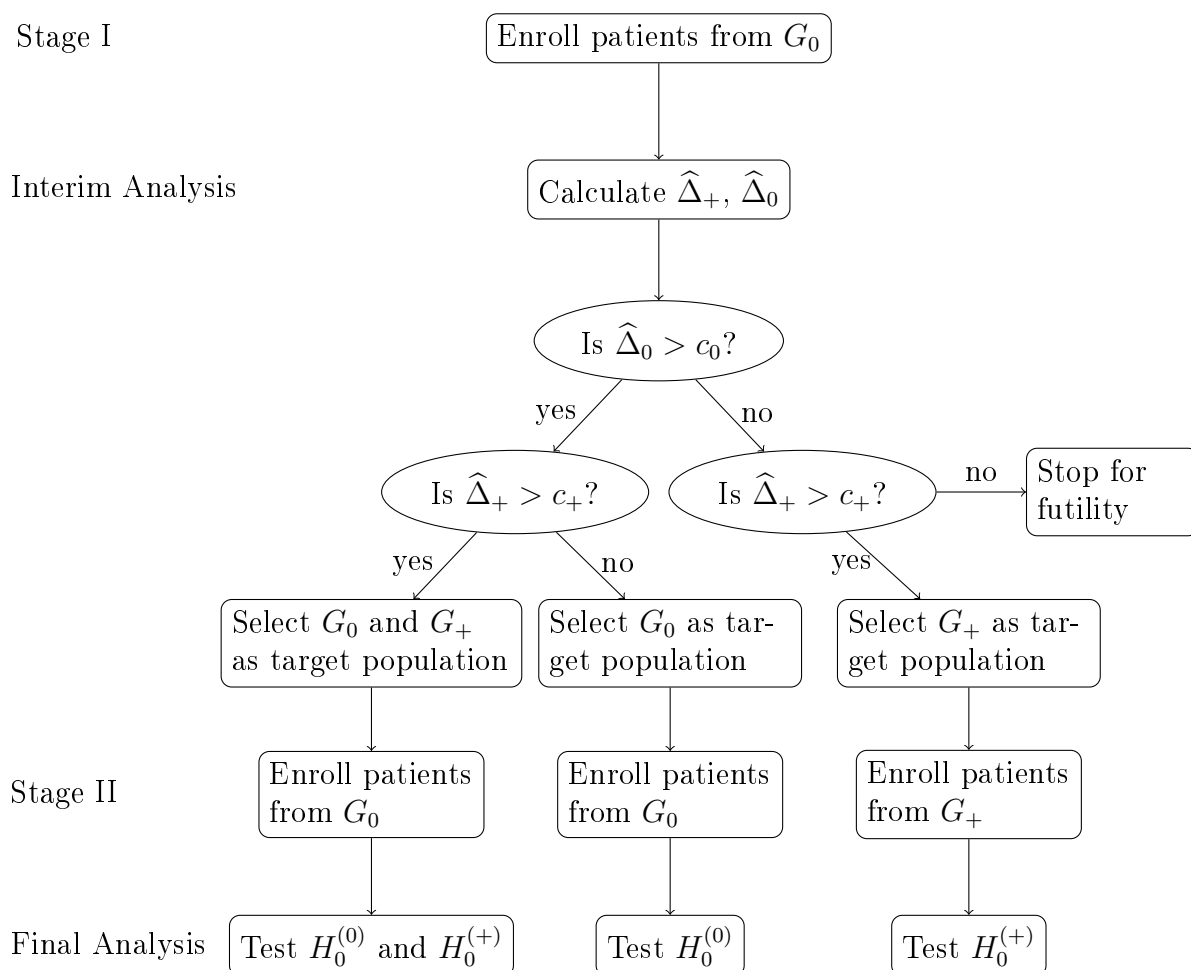 Stage I
Enroll patients from G₀
Interim Analysis
Calculate Δ̂₊, Δ̂₀
Is Δ̂₀ > c₀?
yes
no
Is Δ̂₊ > c₊?
Is Δ̂₊ > c₊?
no
Stop for
futility
yes
no
yes
Select G₀ and G₊
as target population
Select G₀ as tar-
get population
Select G₊ as tar-
get population
Stage II
Enroll patients
from G₀
Enroll patients
from G₀
Enroll patients
from G₊
Final Analysis
Test H₀⁽⁰⁾ and H₀⁽⁺⁾
Test H₀⁽⁰⁾
Test H₀⁽⁺⁾